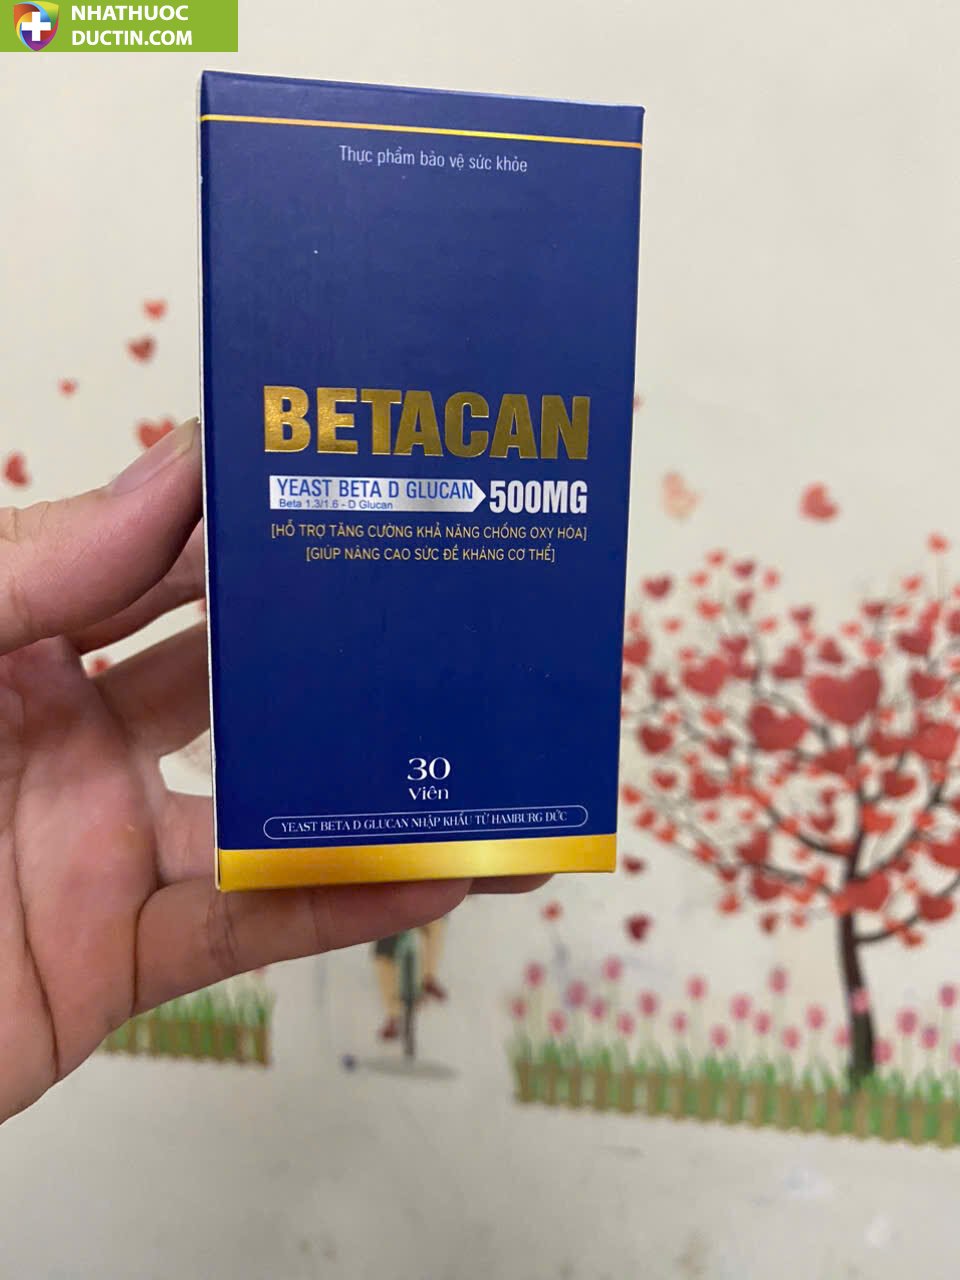 NHATHUOC
DUCTIN.COM
Thực phẩm bảo vệ sức khỏe
BETACAN
YEAST BETA D GLUCAN
Beta 1.3/1.6 - D Glucan
500MG
[HỖ TRỢ TĂNG CƯỜNG KHẢ NĂNG CHỐNG OXY HÓA]
[GIÚP NÂNG CAO SỨC ĐỀ KHÁNG CƠ THỂ]
30
Viên
YEAST BETA D GLUCAN NHẬP KHẨU TỪ HAMBURG ĐỨC